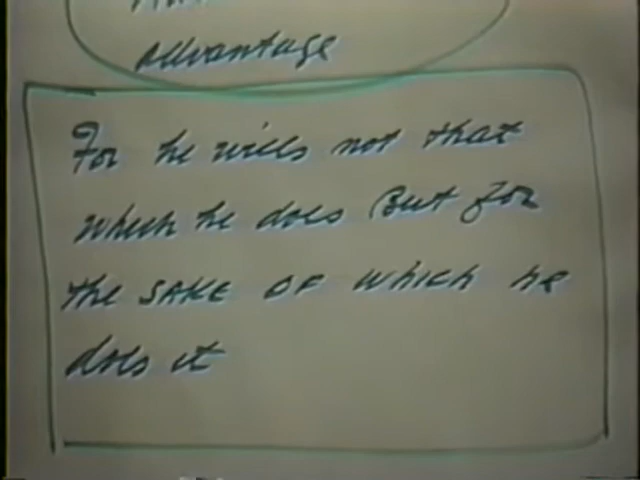 advantage
For he wills not that
which he does But for
the SAKE OF which he
does it